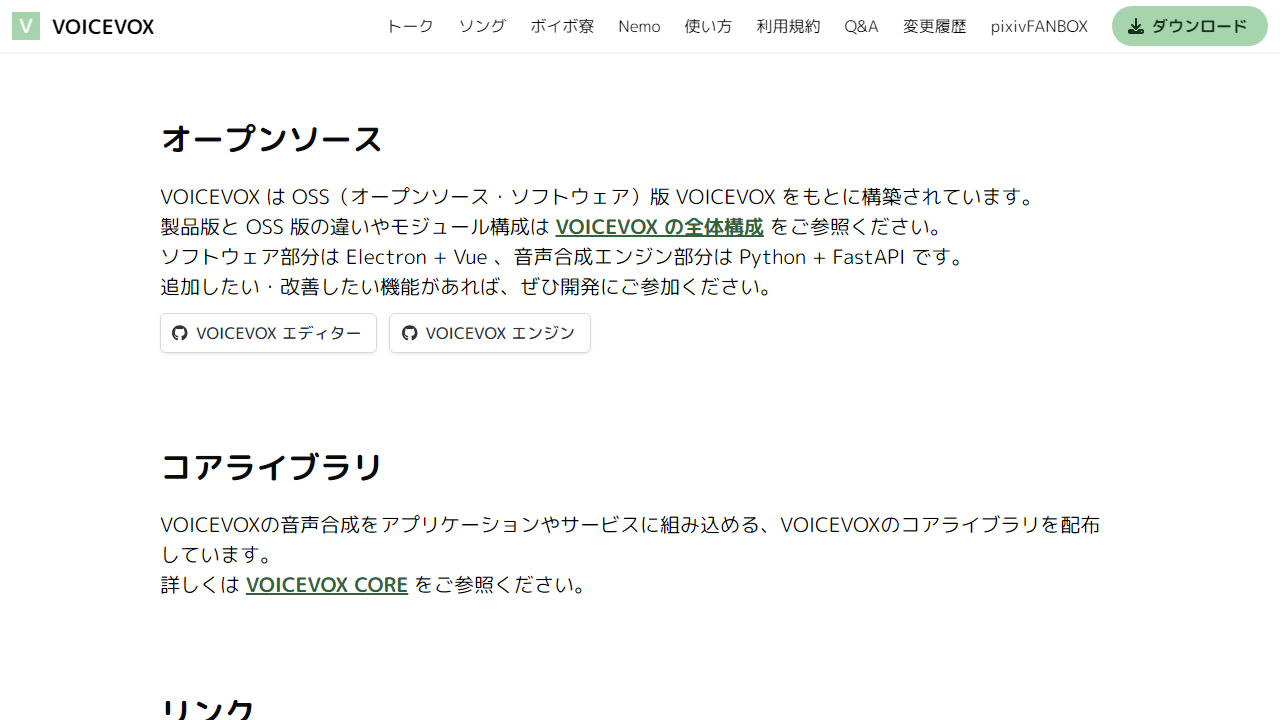 V VOICEVOX トーク ソング ボイボ寮 Nemo 使い方 利用規約 Q&A 変更履歴 pixivFANBOX ダウンロード
オープンソース
VOICEVOX は OSS（オープンソース・ソフトウェア）版 VOICEVOX をもとに構築されています。
製品版と OSS 版の違いやモジュール構成は VOICEVOX の全体構成 をご参照ください。
ソフトウェア部分は Electron + Vue 、音声合成エンジン部分は Python + FastAPI です。
追加したい・改善したい機能があれば、ぜひ開発にご参加ください。
VOICEVOX エディター VOICEVOX エンジン
コアライブラリ
VOICEVOXの音声合成をアプリケーションやサービスに組み込める、VOICEVOXのコアライブラリを配布
しています。
詳しくは VOICEVOX CORE をご参照ください。
リンク